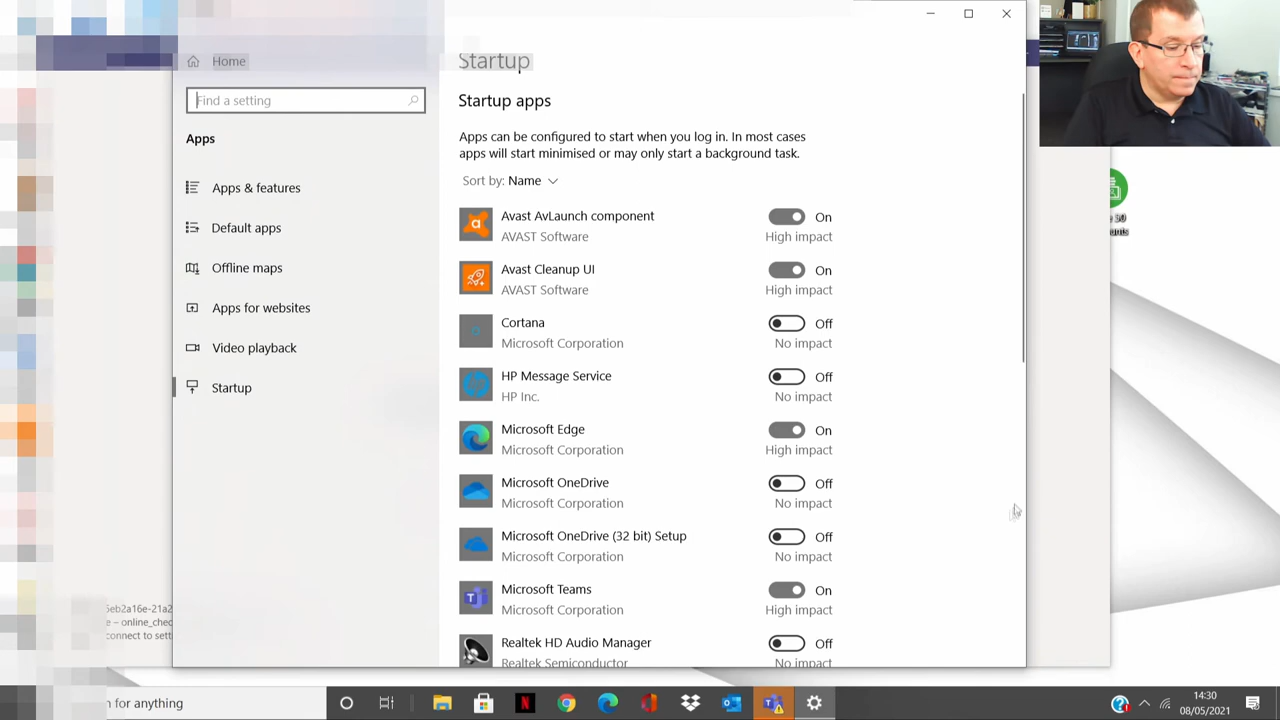 Home
Startup
Find a setting
Startup apps
Apps
Apps can be configured to start when you log in. In most cases
apps will start minimised or may only start a background task.
Sort by: Name
Apps & features
Default apps
Offline maps
Apps for websites
Video playback
Startup
Avast AvLaunch component
On
AVAST Software
High impact
Avast Cleanup UI
On
AVAST Software
High impact
Cortana
Off
Microsoft Corporation
No impact
HP Message Service
Off
HP Inc.
No impact
Microsoft Edge
On
Microsoft Corporation
High impact
Microsoft OneDrive
Off
Microsoft Corporation
No impact
Microsoft OneDrive (32 bit) Setup
Off
Microsoft Corporation
No impact
Microsoft Teams
On
Microsoft Corporation
High impact
Realtek HD Audio Manager
Off
Realtek Semiconductor
No impact
5eb2a16e-21a2
e – online_chec
connect to sett
for anything
14:30
08/05/2021